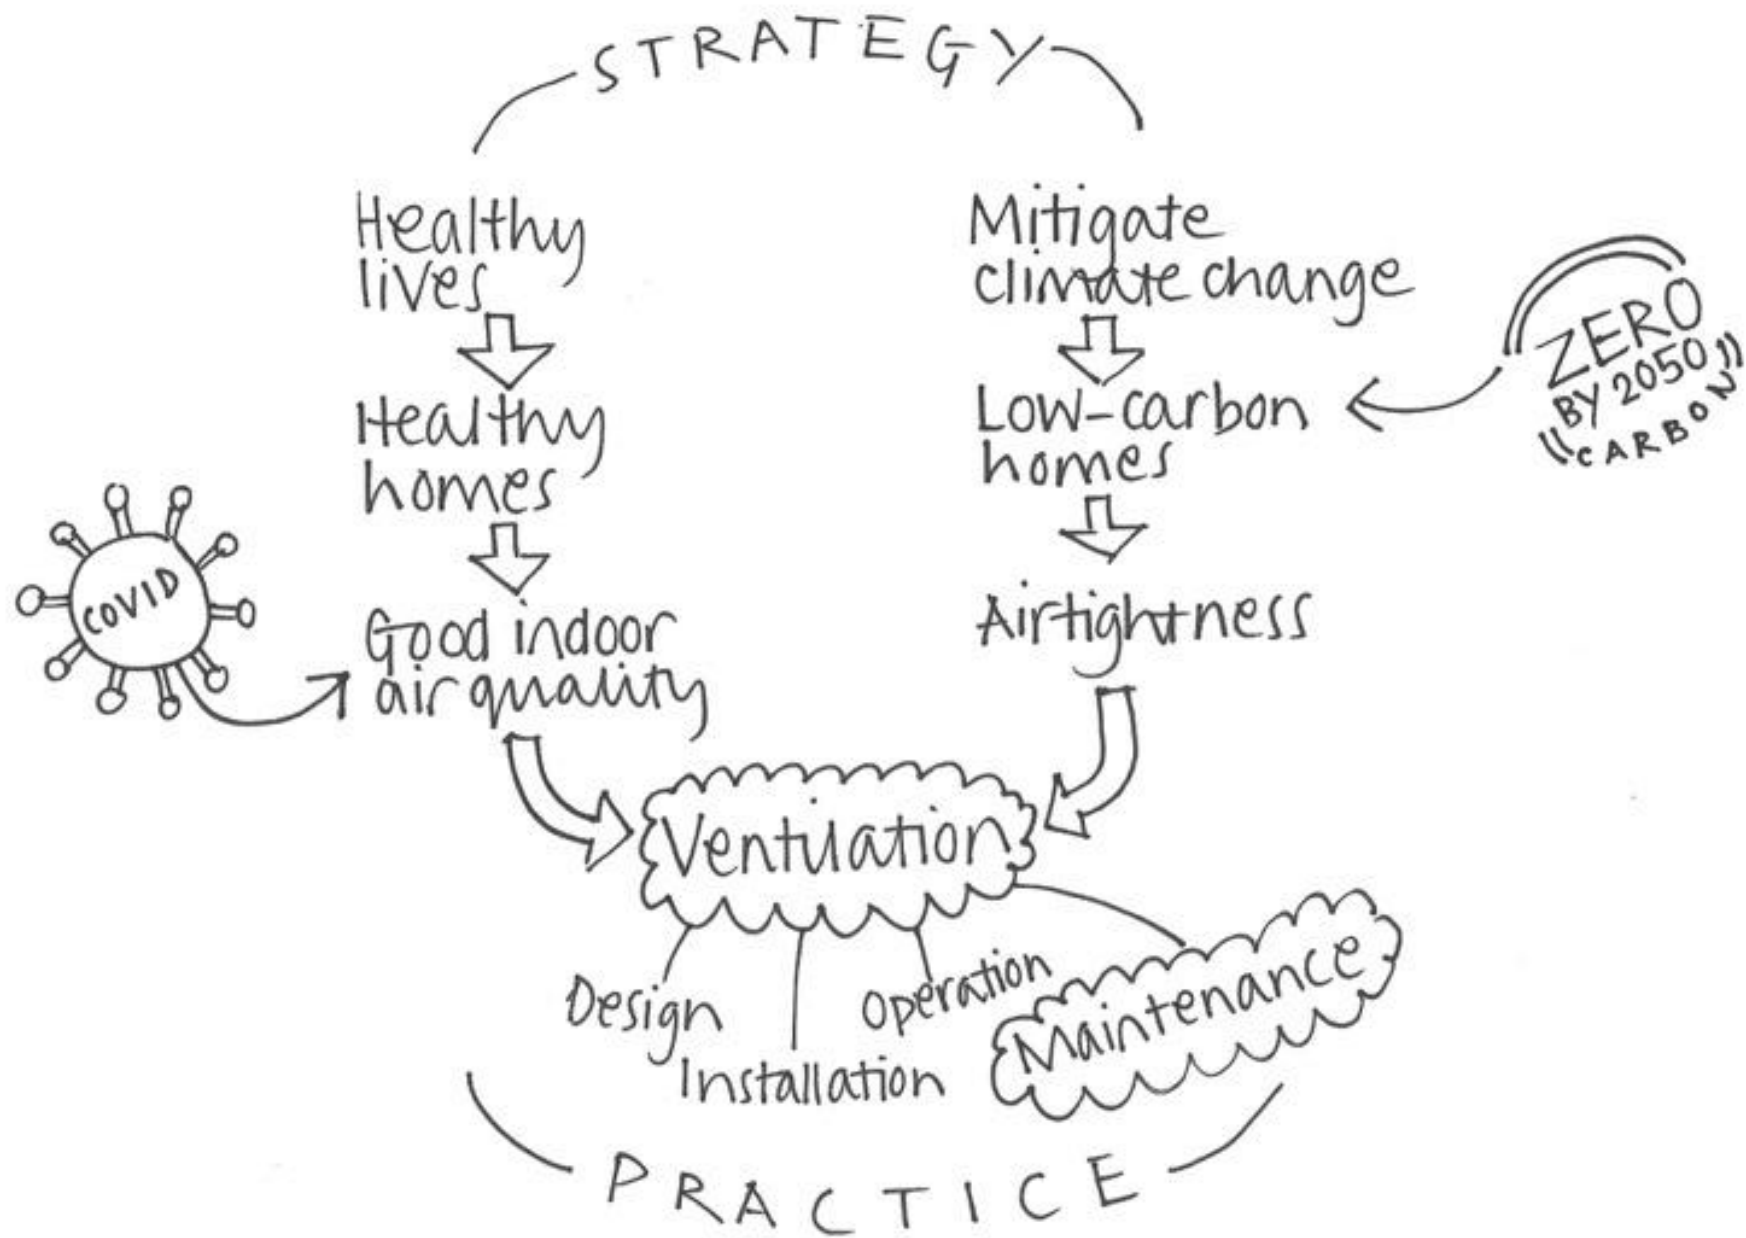 STRATEGY
Healthy
lives
Healthy
homes
Good indoor
air quality
COVID
Mitigate
climate change
Low-carbon
homes
Airtightness
ZERO
BY 2050
CARBON
Ventilation
Design
Installation
Operation
Maintenance
PRACTICE